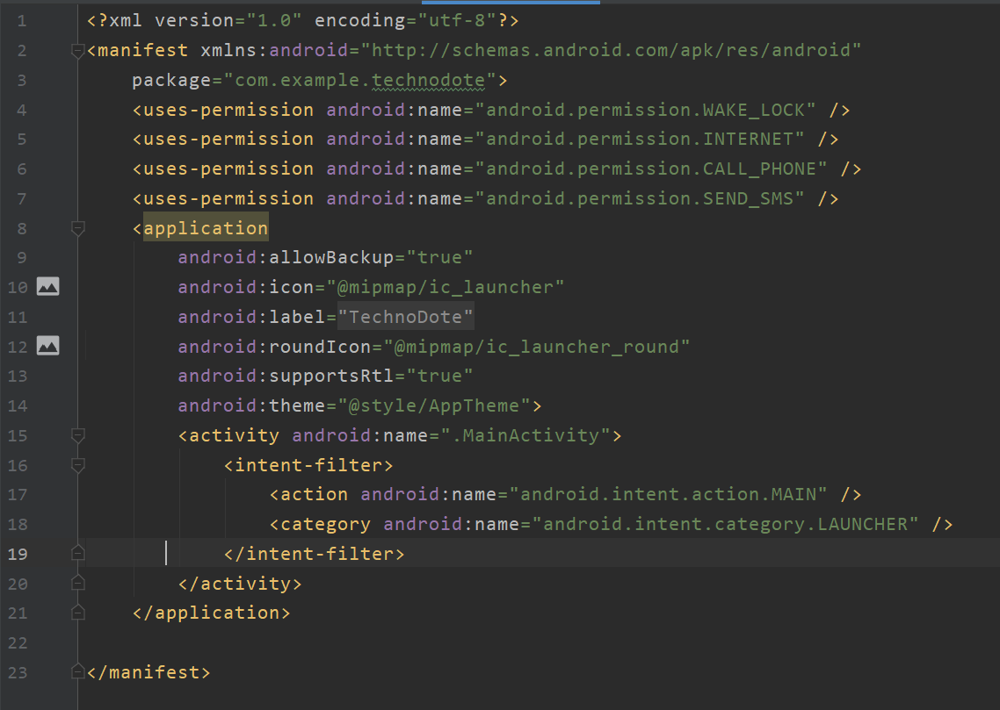 1 <?xml version="1.0" encoding="utf-8"?>
2 <manifest xmlns:android="http://schemas.android.com/apk/res/android"
3     package="com.example.technodote">
4     <uses-permission android:name="android.permission.WAKE_LOCK" />
5     <uses-permission android:name="android.permission.INTERNET" />
6     <uses-permission android:name="android.permission.CALL_PHONE" />
7     <uses-permission android:name="android.permission.SEND_SMS" />
8     <application
9         android:allowBackup="true"
10         android:icon="@mipmap/ic_launcher"
11         android:label="TechnoDote"
12         android:roundIcon="@mipmap/ic_launcher_round"
13         android:supportsRtl="true"
14         android:theme="@style/AppTheme">
15         <activity android:name=".MainActivity">
16             <intent-filter>
17                 <action android:name="android.intent.action.MAIN" />
18                 <category android:name="android.intent.category.LAUNCHER" />
19             </intent-filter>
20         </activity>
21     </application>
22
23 </manifest>